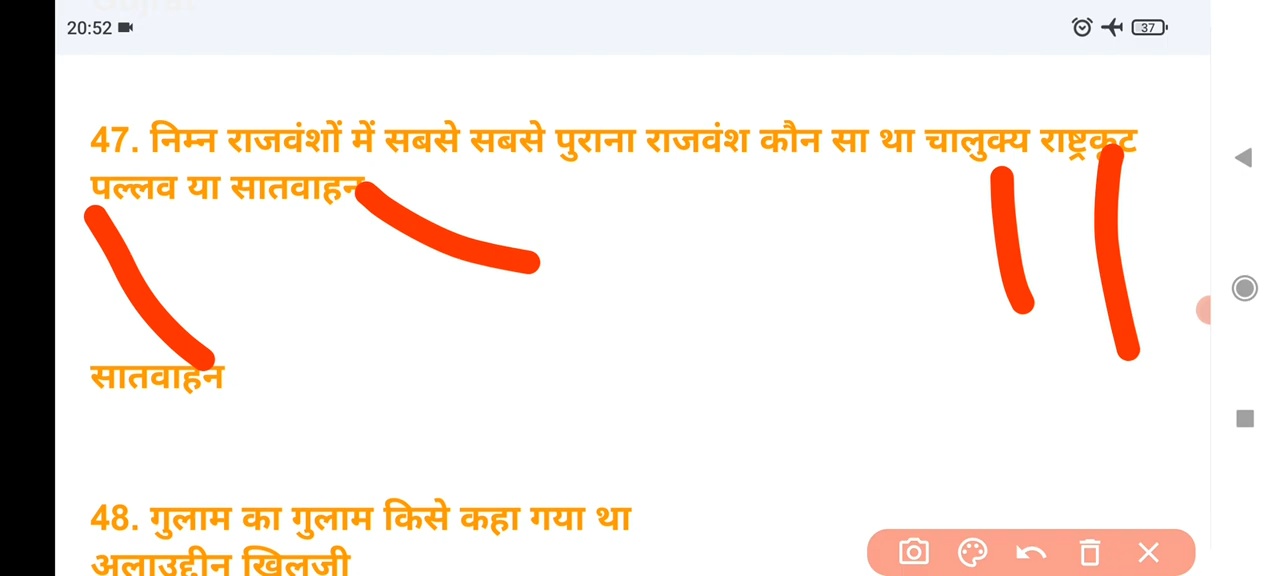 20:52
37
47. निम्न राजवंशों में सबसे सबसे पुराना राजवंश कौन सा था चालुक्य राष्ट्रकूट
पल्लव या सातवाहन
सातवाहन
48. गुलाम का गुलाम किसे कहा गया था
अलाउद्दीन खिलजी